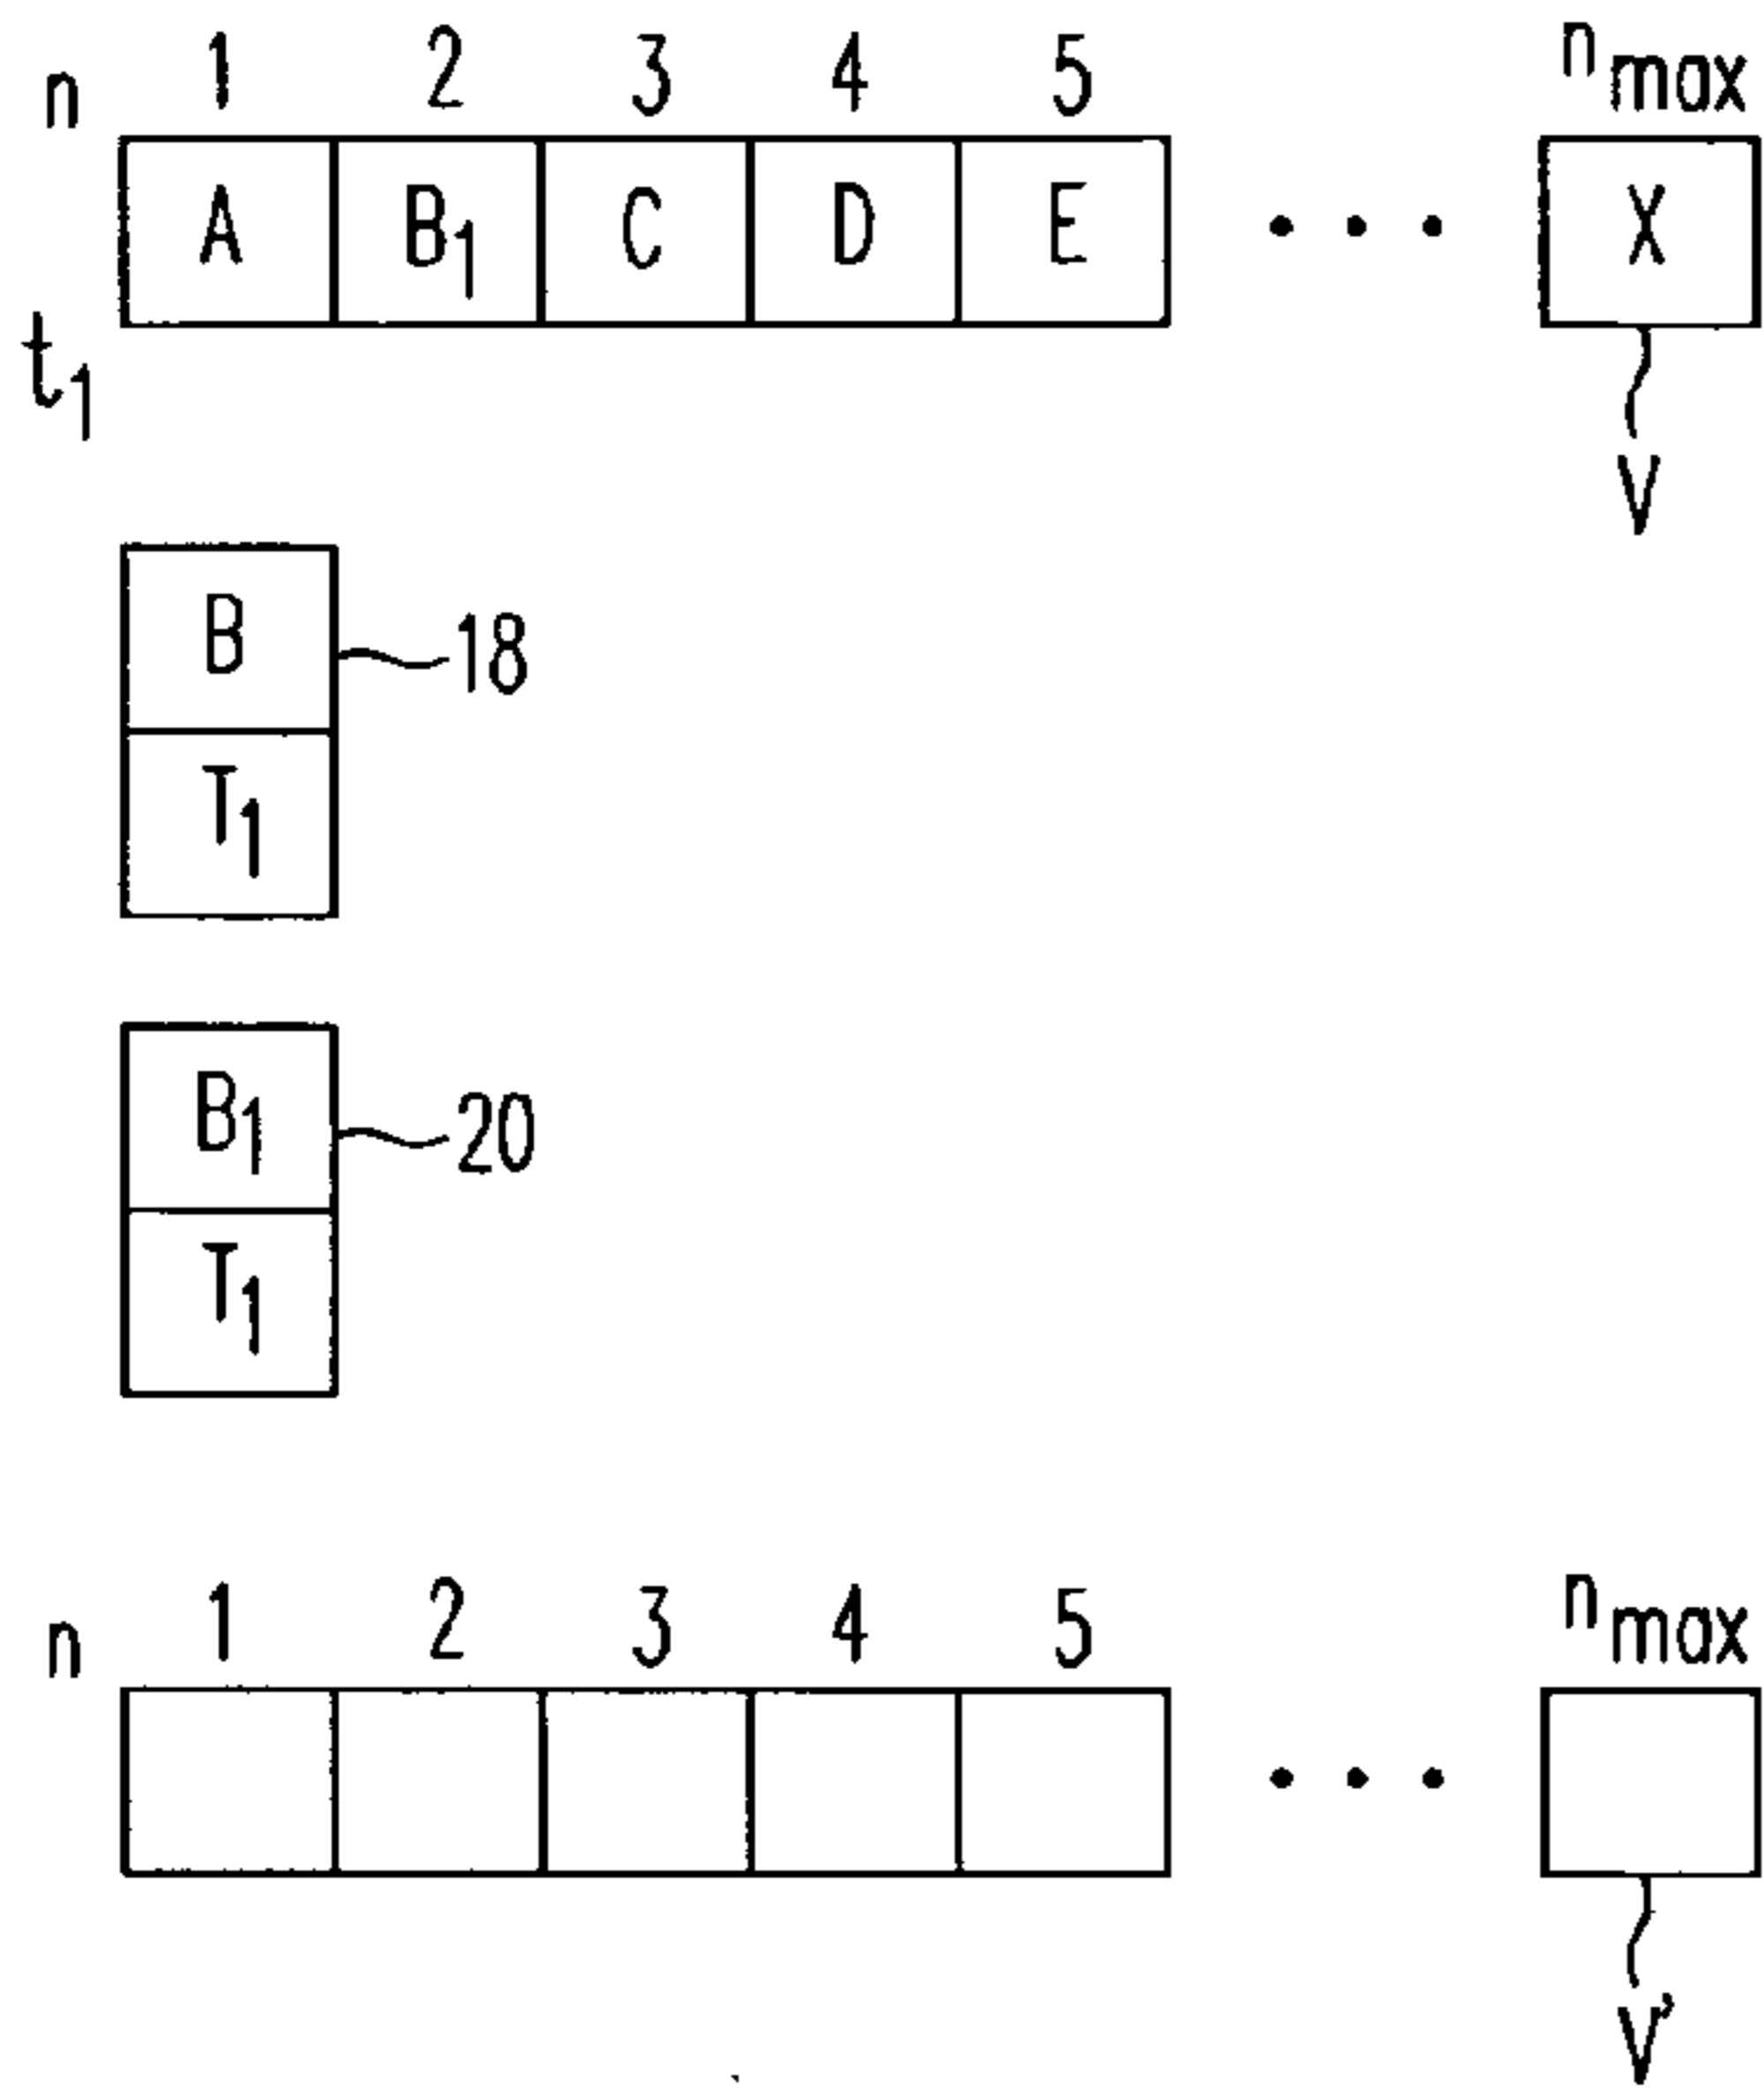 n 1 2 3 4 5 nmax
A B1 C D E • • • X
t1
V
B 18
T1
B1 20
T1
n 1 2 3 4 5 nmax
• • •
V'